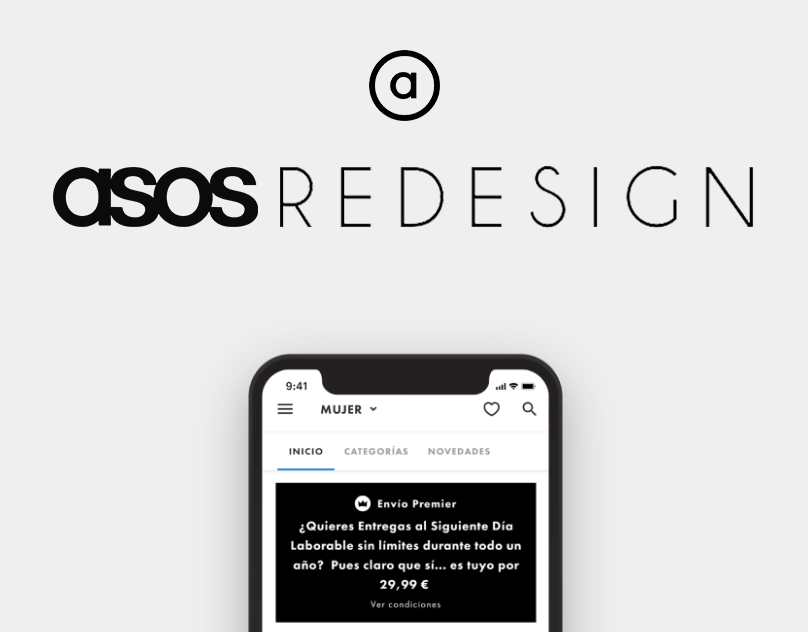 a
asos REDESIGN
9:41
MUJER
INICIO CATEGORÍAS NOVEDADES
Envío Premier
¿Quieres Entregas al Siguiente Día
Laborable sin límites durante todo un
año? Pues claro que sí... es tuyo por
29,99 €
Ver condiciones